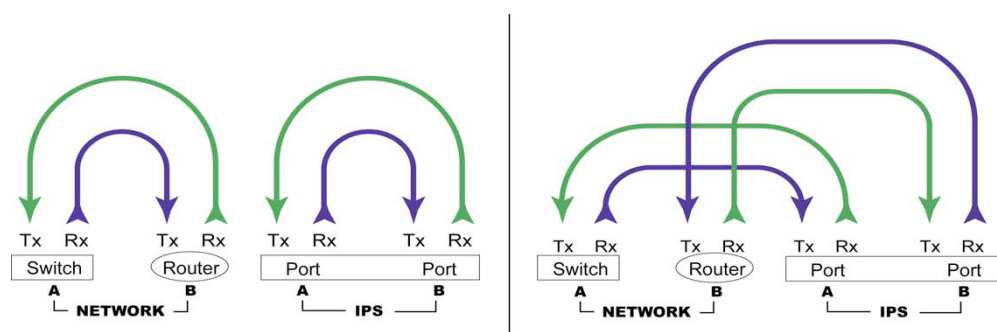 Tx Rx Tx Rx Tx Rx Tx Rx
Switch Router Port Port
A B A B
NETWORK IPS
Tx Rx Tx Rx Tx Rx Tx Rx
Switch Router Port Port
A B A B
NETWORK IPS